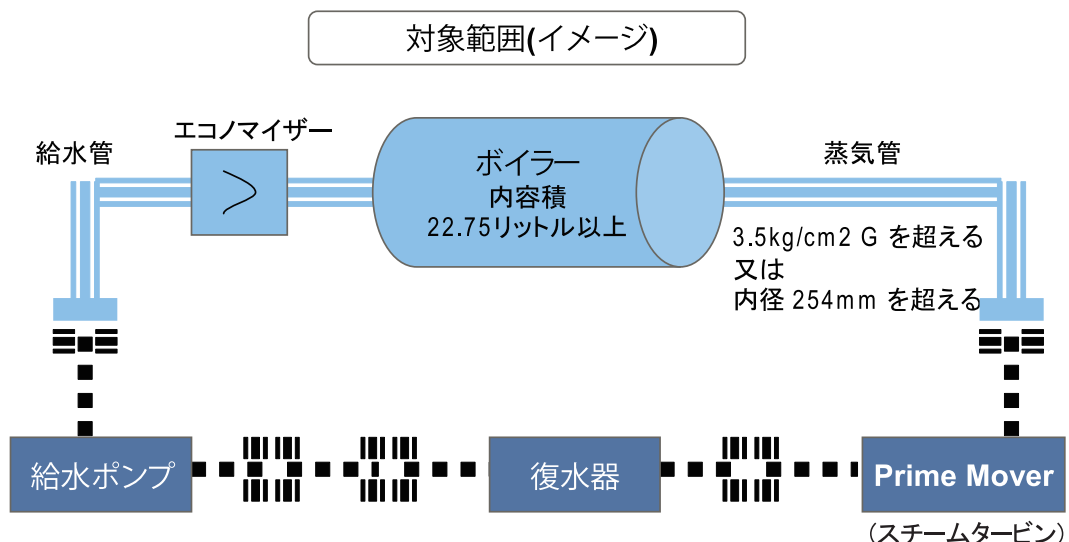 対象範囲(イメージ)
エコノマイザー
給水管
ボイラー
内容積
22.75リットル以上
蒸気管
3.5kg/cm2 G を超える
又は
内径 254mm を超える
給水ポンプ
復水器
Prime Mover
(スチームタービン)